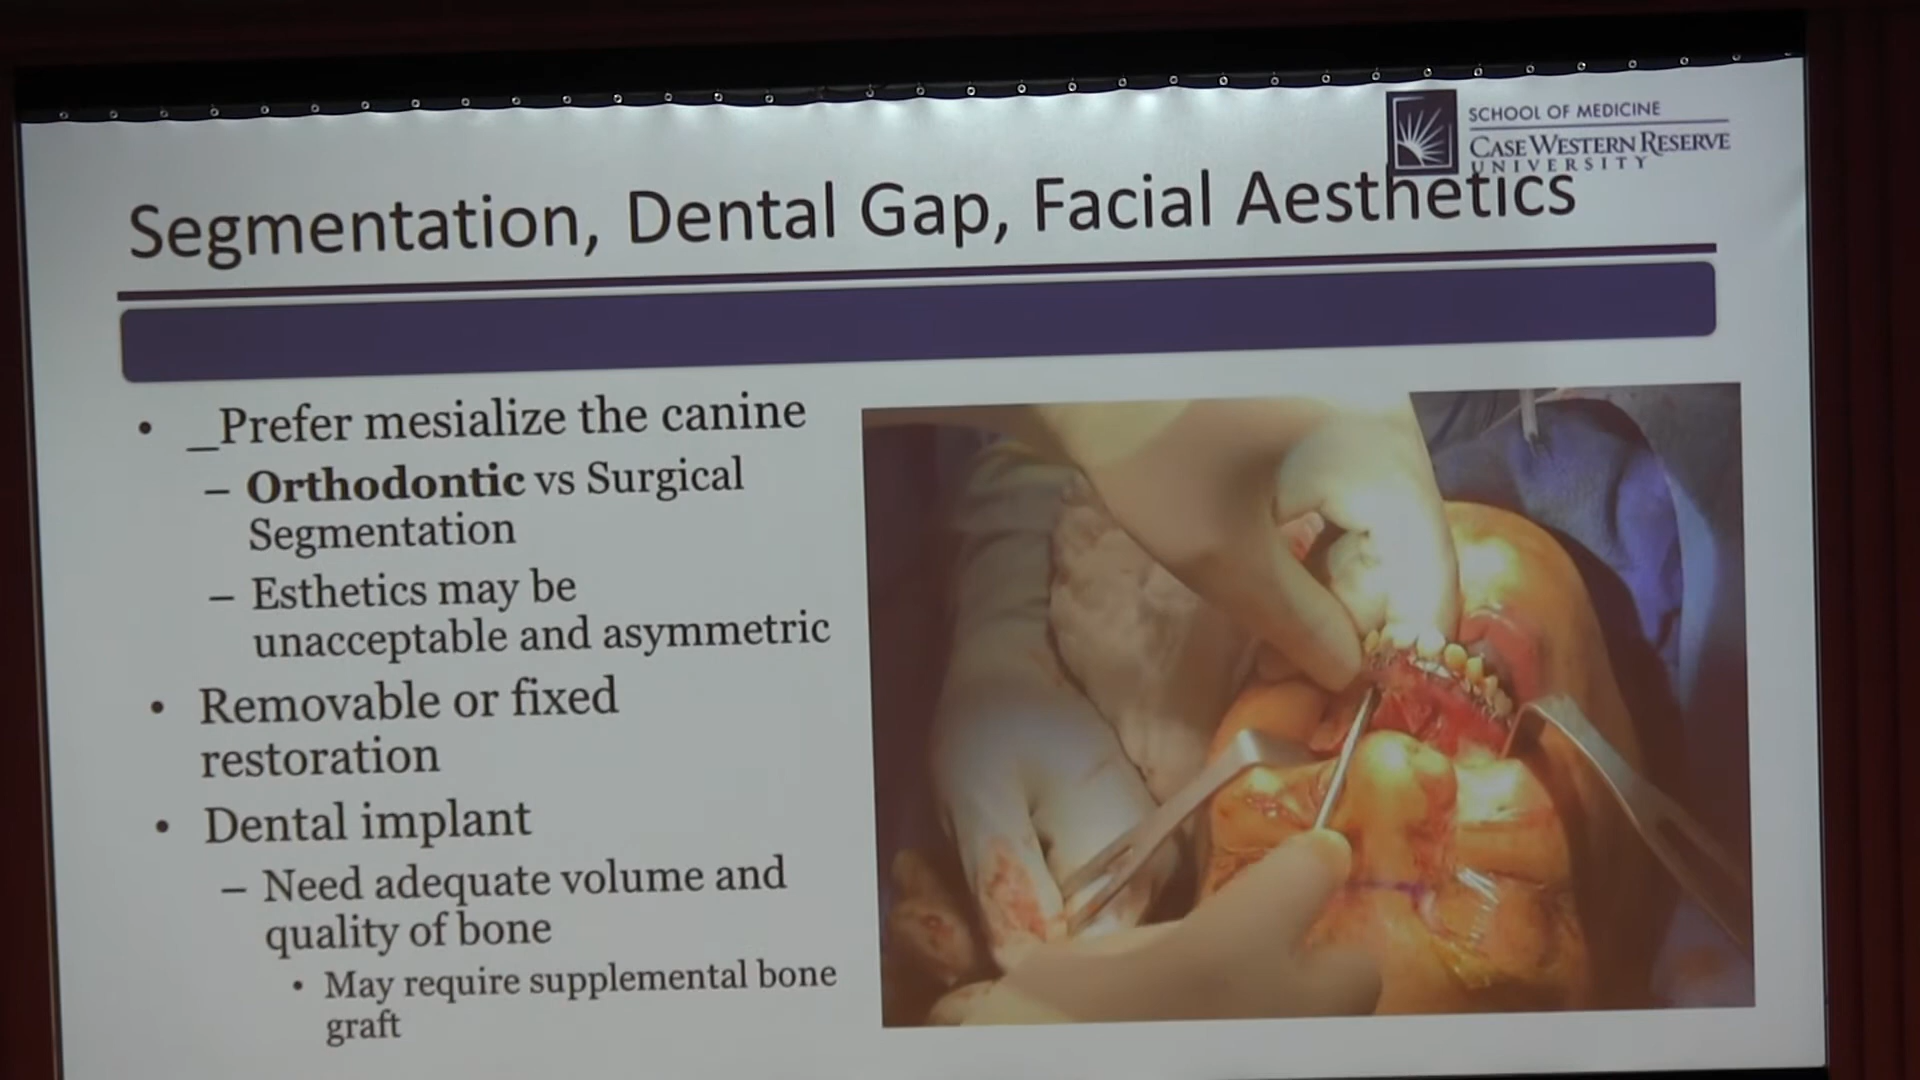 SCHOOL OF MEDICINE
CASE WESTERN RESERVE
UNIVERSITY
Segmentation, Dental Gap, Facial Aesthetics
• _Prefer mesialize the canine
– Orthodontic vs Surgical
Segmentation
– Esthetics may be
unacceptable and asymmetric
• Removable or fixed
restoration
• Dental implant
– Need adequate volume and
quality of bone
• May require supplemental bone
graft